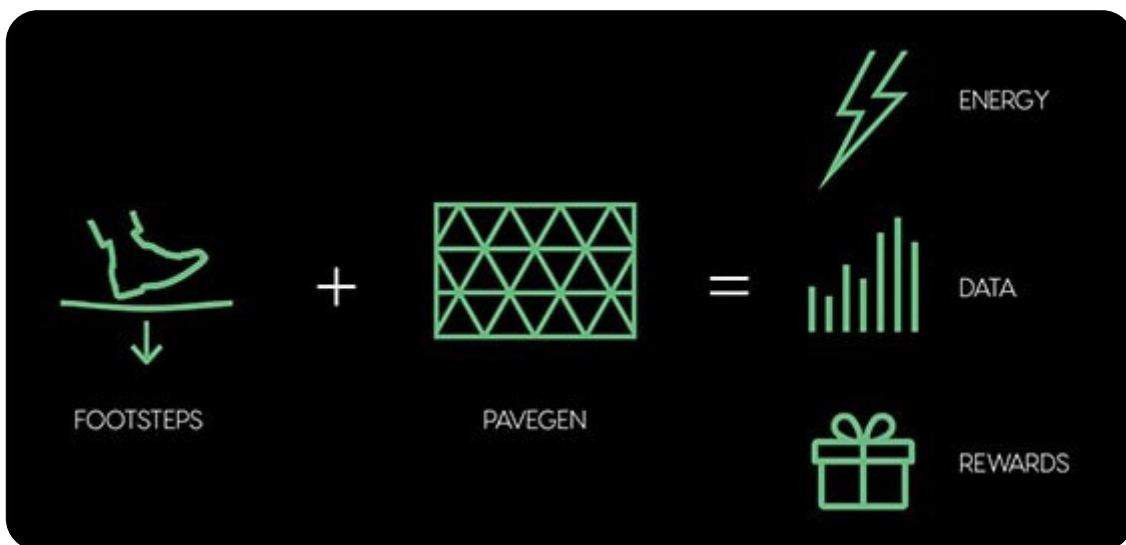 FOOTSTEPS
+
PAVEGEN
=
ENERGY
DATA
REWARDS